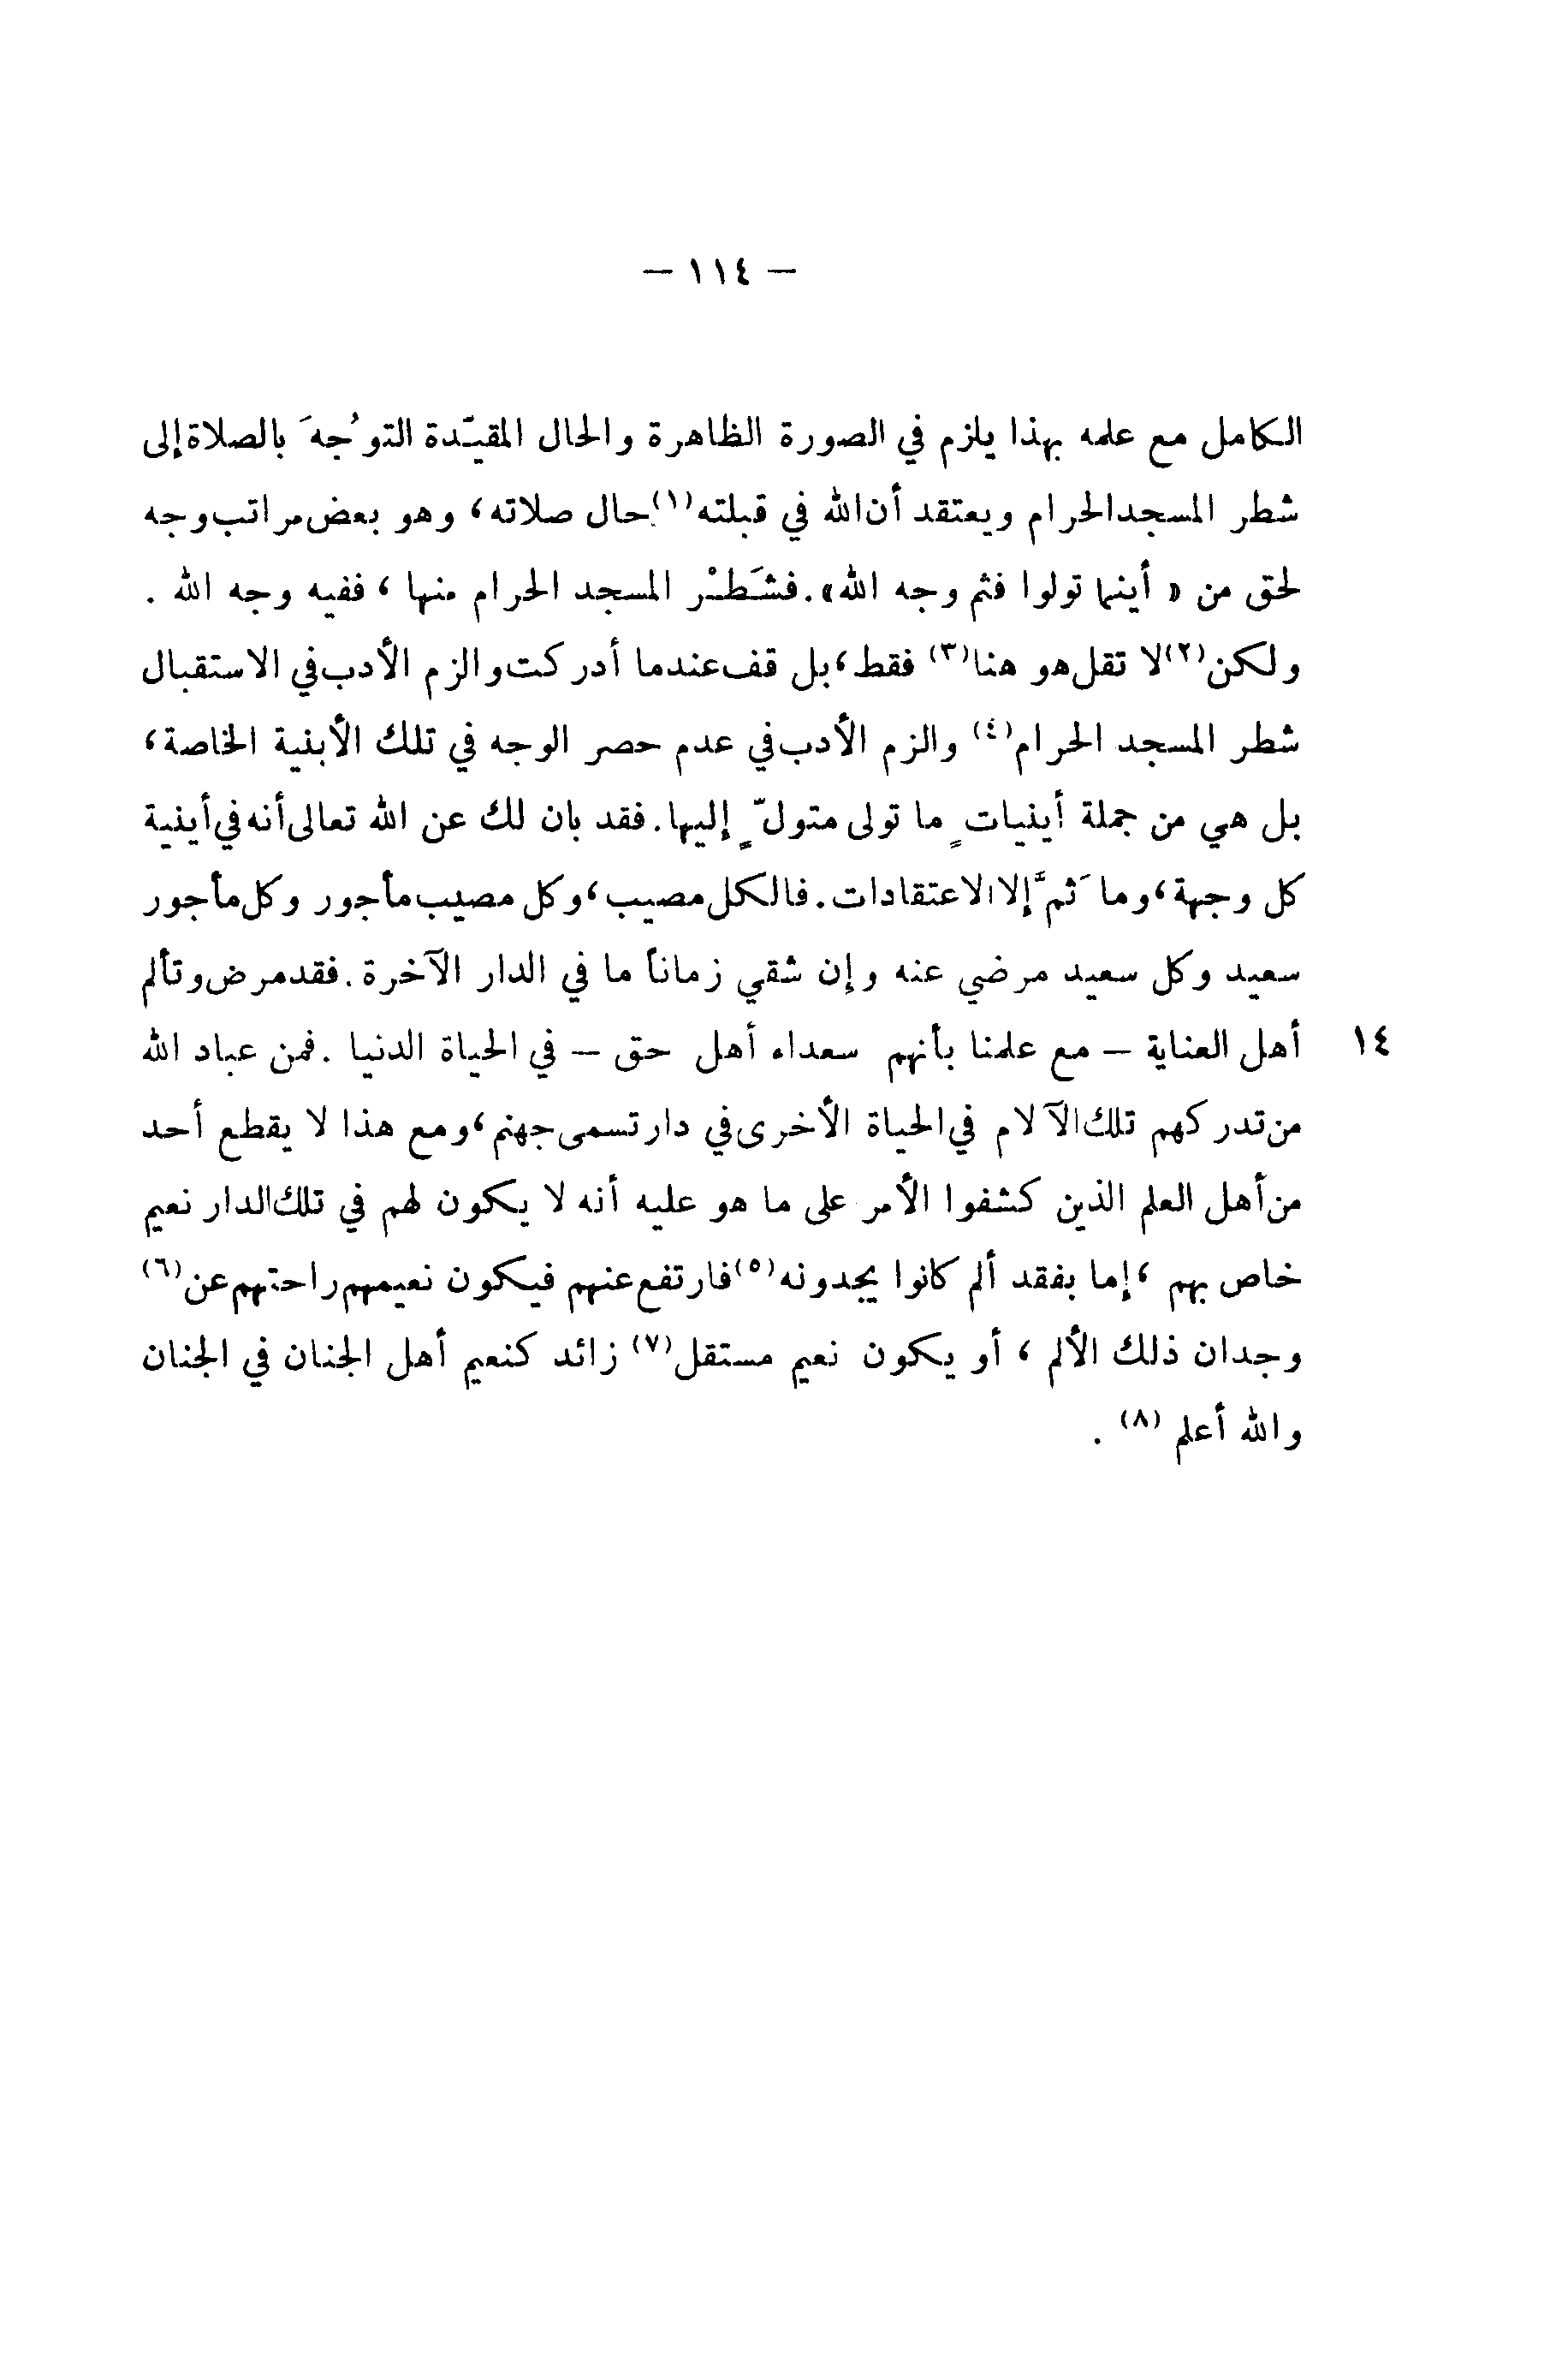 — ١١٤ —
الكامل مع علمه بهذا يلزم في الصورة الظاهرة والحال المقيّدة التوُجهَ بالصلاة إلى
شطر المسجد الحرام ويعتقد أن الله في قبلته(١) حال صلاته، وهو بعض مراتب وجه
لحق من «أينما تولوا فثم وجه الله». فشَطْر المسجد الحرام منها، ففيه وجه الله.
ولكن(٢) لا تقل هو هنا(٣) فقط، بل قف عندما أدركت والزم الأدب في الاستقبال
شطر المسجد الحرام(٤) والزم الأدب في عدم حصر الوجه في تلك الأبنية الخاصة،
بل هي من جملة أينيات ٍ ما تولى متولّ ٍ إليها. فقد بان لك عن الله تعالى أنه في أينية
كل وجهة، وما ثَمَّ إلا الاعتقادات. فالكل مصيب، وكل مصيب مأجور وكل مأجور
سعيد وكل سعيد مرضي عنه وإن شقي زماناً ما في الدار الآخرة. فقد مرض وتألم
١٤ أهل العناية — مع علمنا بأنهم سعداء أهل حق — في الحياة الدنيا. فمن عباد الله
من تدركهم تلك الآلام في الحياة الأخرى في دار تسمى جهنم، ومع هذا لا يقطع أحد
من أهل العلم الذين كشفوا الأمر على ما هو عليه أنه لا يكون لهم في تلك الدار نعيم
خاص بهم، إما بفقد ألم كانوا يجدونه(٥) فارتفع عنهم فيكون نعيمهم راحتهم عن(٦)
وجدان ذلك الألم، أو يكون نعيم مستقل(٧) زائد كنعيم أهل الجنان في الجنان
والله أعلم (٨).